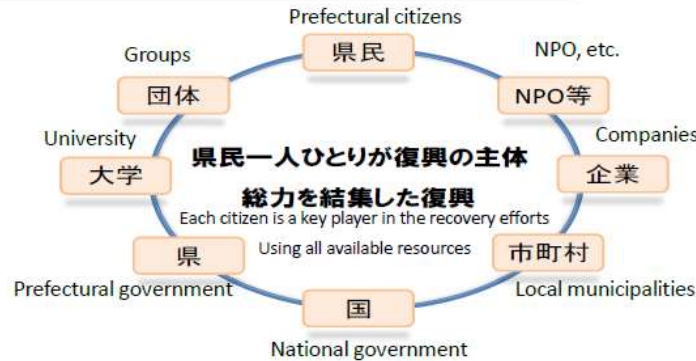 Prefectural citizens
県民
Groups
団体
NPO, etc.
NPO等
University
大学
Companies
企業
県民一人ひとりが復興の主体
総力を結集した復興
Each citizen is a key player in the recovery efforts
Using all available resources
県
Prefectural government
市町村
Local municipalities
国
National government